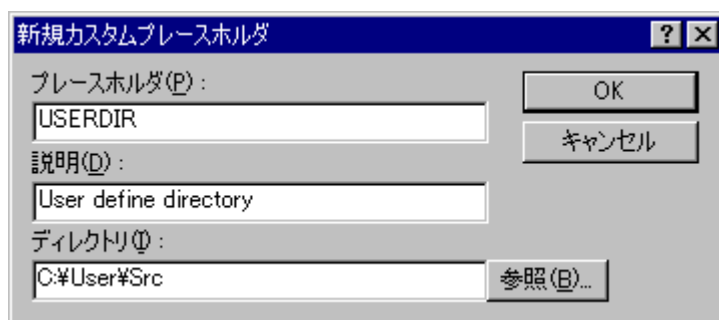 新規カスタムプレースホルダ
プレースホルダ(P) :
OK
USERDIR
キャンセル
説明(D) :
User define directory
ディレクトリ(I) :
C:¥User¥Src
参照(B)...